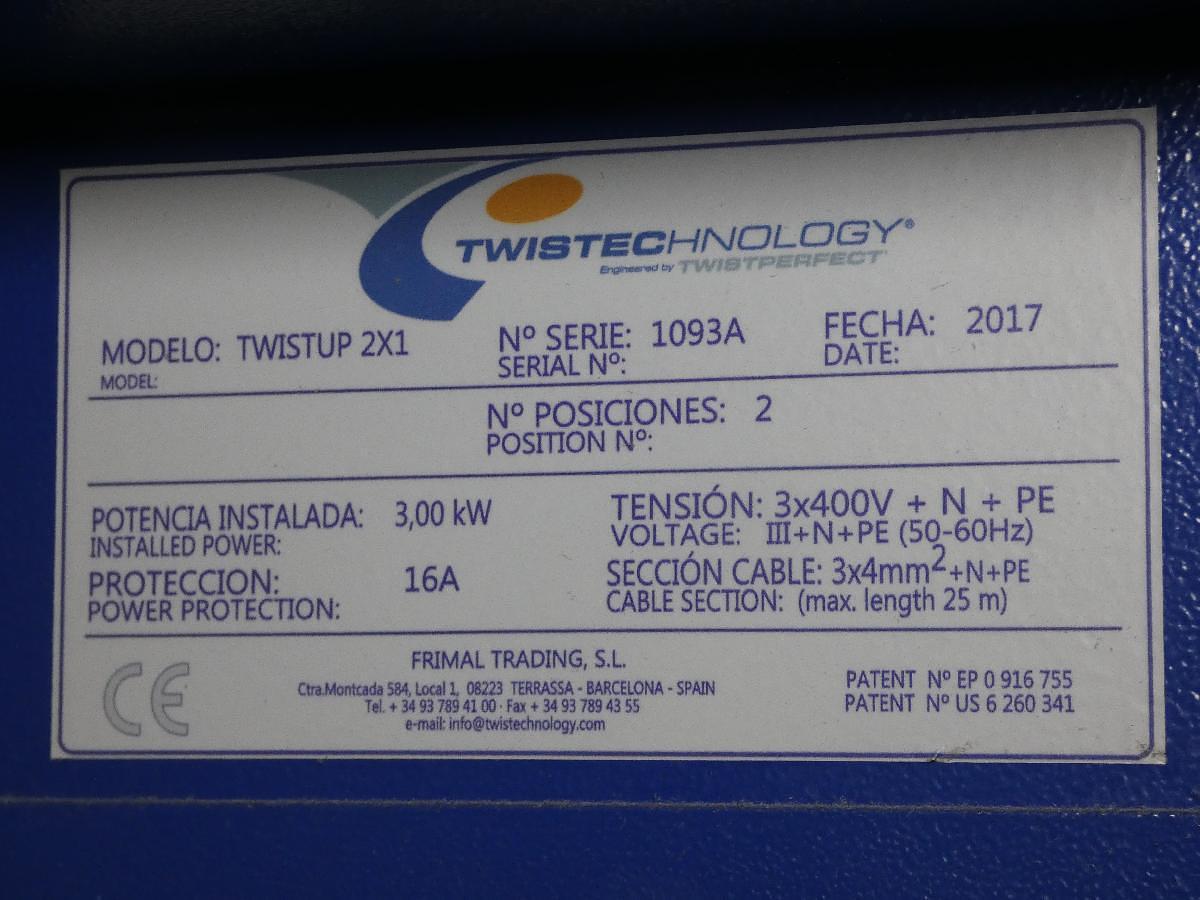 TWISTECHNOLOGY®
Engineered by TWISTPERFECT
MODELO: TWISTUP 2X1 Nº SERIE: 1093A FECHA: 2017
MODEL: SERIAL Nº: DATE:
Nº POSICIONES: 2
POSITION Nº:
POTENCIA INSTALADA: 3,00 kW TENSIÓN: 3x400V + N + PE
INSTALLED POWER: VOLTAGE: III+N+PE (50-60Hz)
PROTECCION: 16A SECCIÓN CABLE: 3x4mm²+N+PE
POWER PROTECTION: CABLE SECTION: (max. length 25 m)
CE
FRIMAL TRADING, S.L.
Ctra.Montcada 584, Local 1, 08223 TERRASSA - BARCELONA - SPAIN
Tel. + 34 93 789 41 00 · Fax + 34 93 789 43 55
e-mail: info@twistechnology.com
PATENT Nº EP 0 916 755
PATENT Nº US 6 260 341